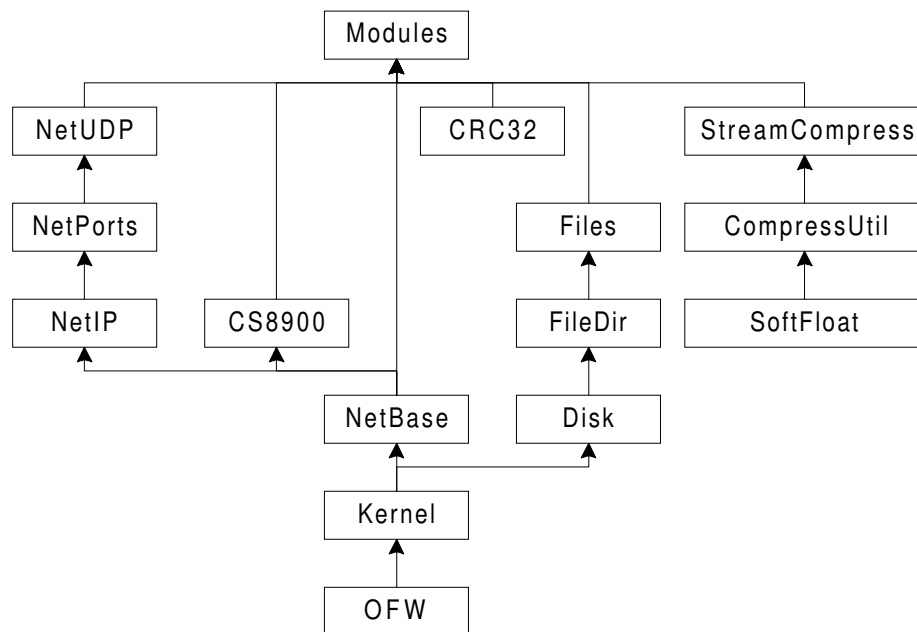 Modules
NetUDP
CRC32
StreamCompress
NetPorts
Files
CompressUtil
NetIP
CS8900
FileDir
SoftFloat
NetBase
Disk
Kernel
OFW